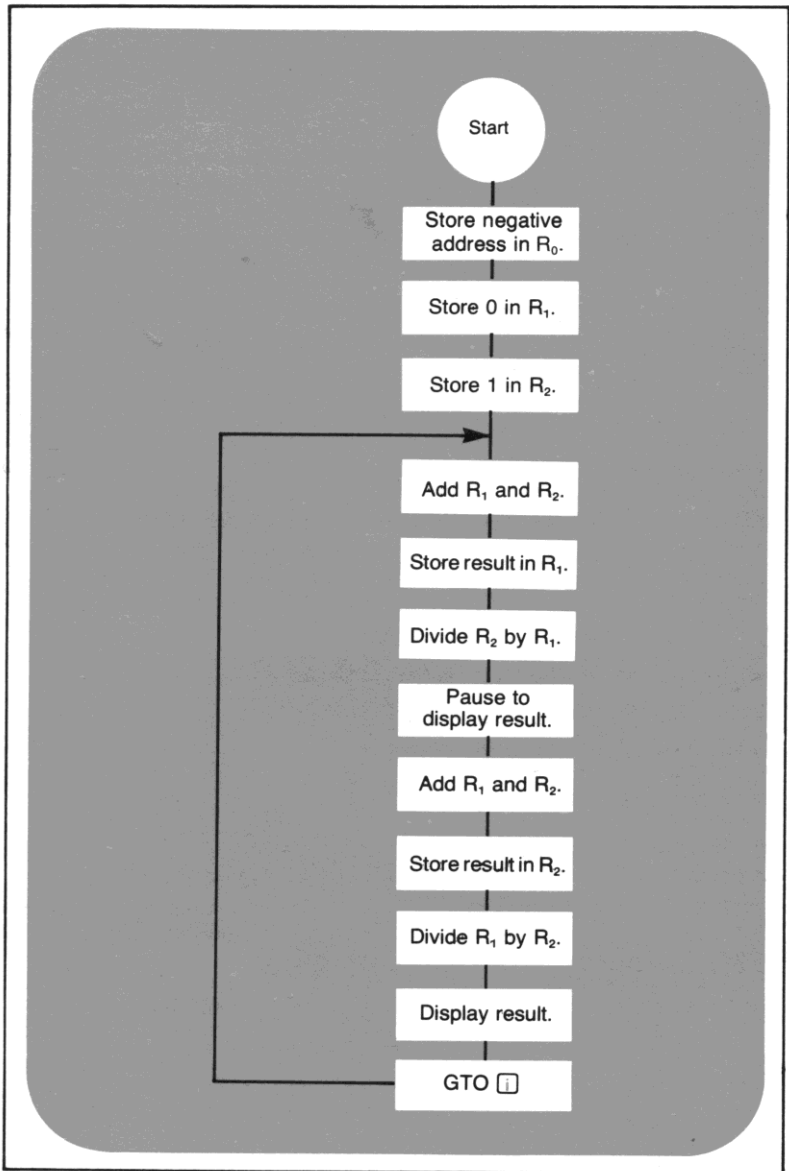 Start
Store negative
address in R₀.
Store 0 in R₁.
Store 1 in R₂.
Add R₁ and R₂.
Store result in R₁.
Divide R₂ by R₁.
Pause to
display result.
Add R₁ and R₂.
Store result in R₂.
Divide R₁ by R₂.
Display result.
GTO i